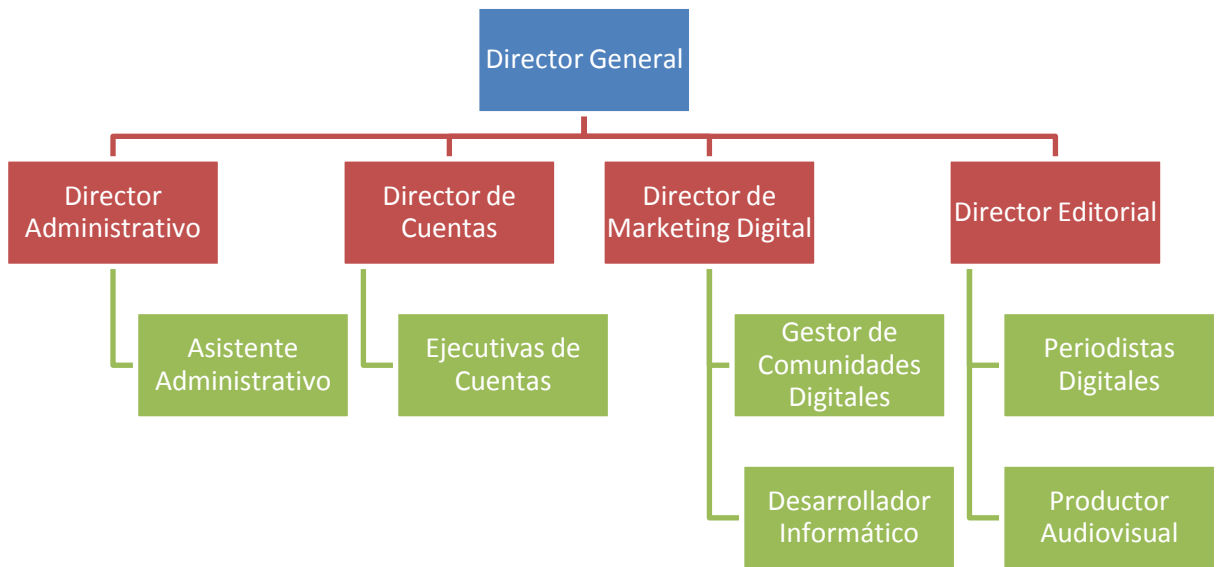 Director General
Director
Administrativo
Director de
Cuentas
Director de
Marketing Digital
Director Editorial
Asistente
Administrativo
Ejecutivas de
Cuentas
Gestor de
Comunidades
Digitales
Periodistas
Digitales
Desarrollador
Informático
Productor
Audiovisual